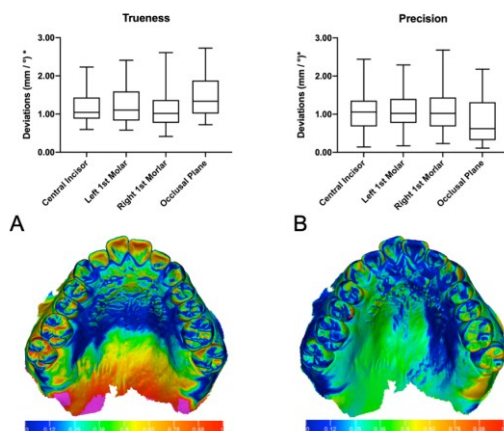 Trueness
Precision
Deviations (mm / °) *
3.00
2.00
1.00
0.00
Central Incisor
Left 1st Molar
Right 1st Morlar
Occlusal Plane
Deviations (mm / °)*
3.00
2.00
1.00
0.00
Central Incisor
Left 1st Molar
Right 1st Morlar
Occlusal Plane
A
B